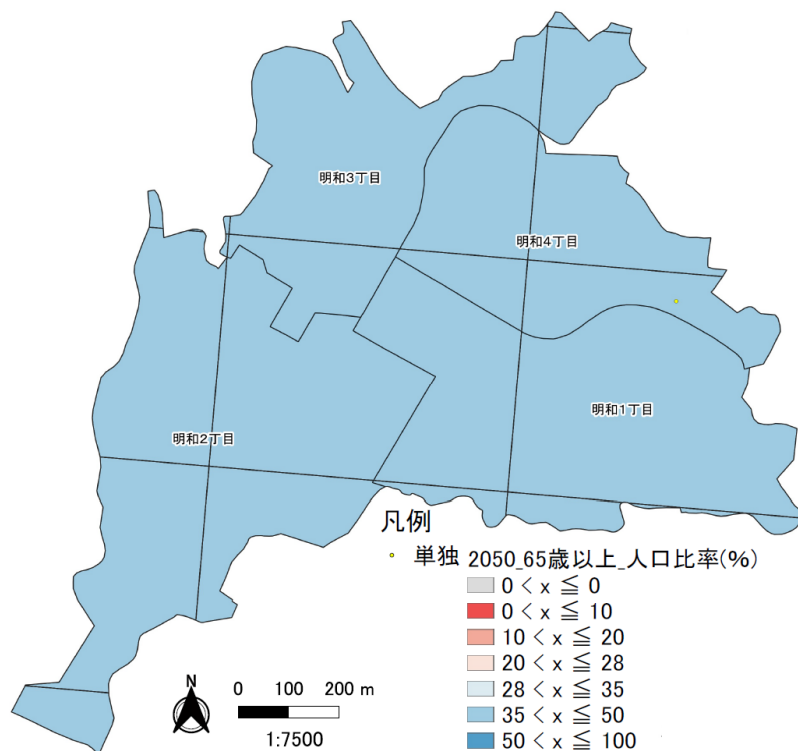 明和3丁目
明和4丁目
明和1丁目
明和2丁目
凡例
単独 2050_65歳以上_人口比率(%)
0 < x ≦ 0
0 < x ≦ 10
10 < x ≦ 20
20 < x ≦ 28
28 < x ≦ 35
35 < x ≦ 50
50 < x ≦ 100
N
0 100 200 m
1:7500